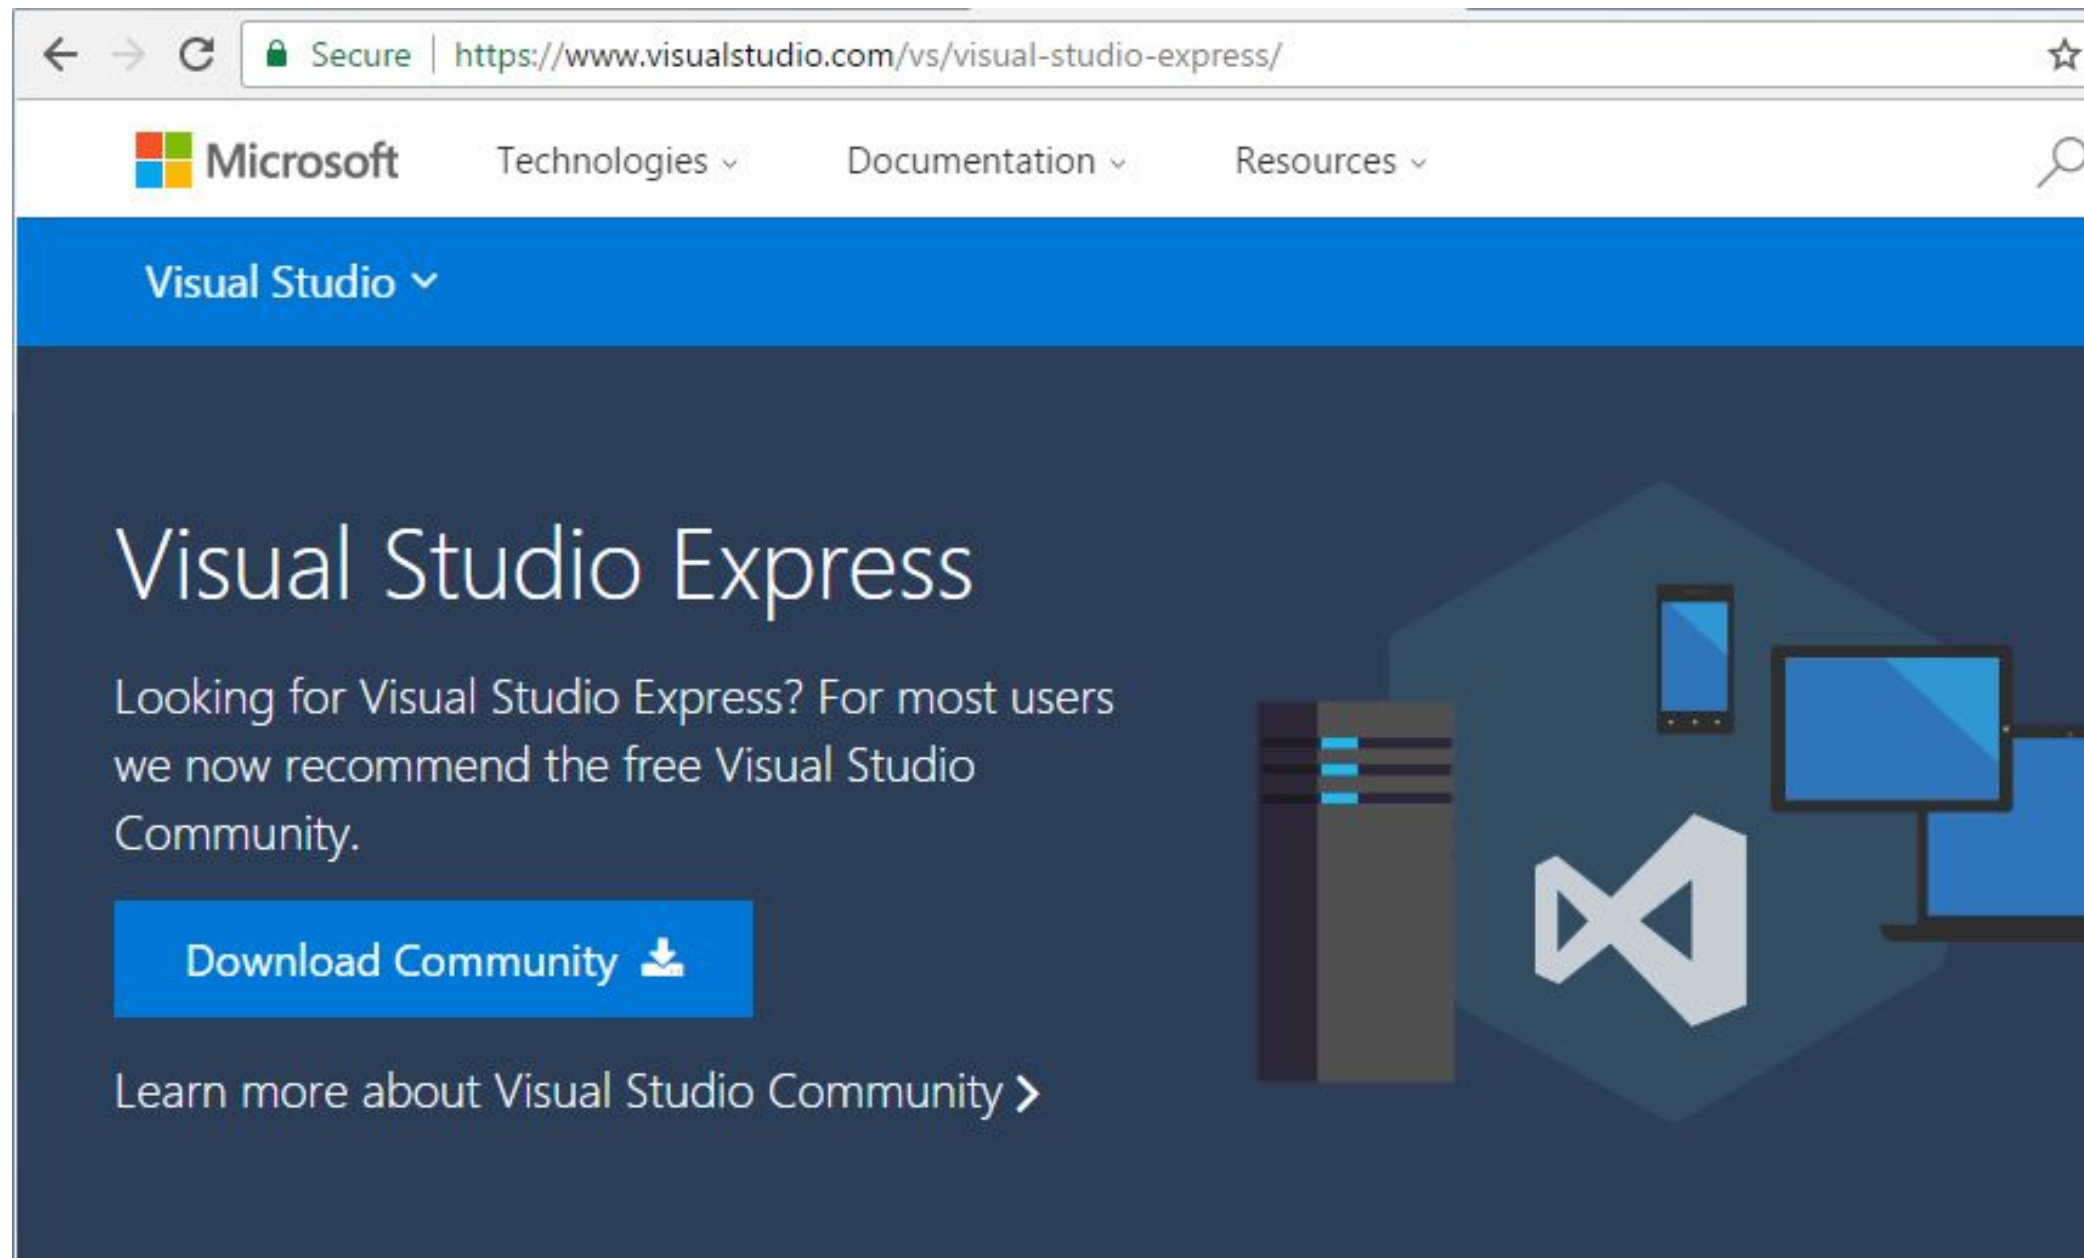 Secure | https://www.visualstudio.com/vs/visual-studio-express/
Microsoft Technologies Documentation Resources
Visual Studio
Visual Studio Express
Looking for Visual Studio Express? For most users
we now recommend the free Visual Studio
Community.
Download Community
Learn more about Visual Studio Community